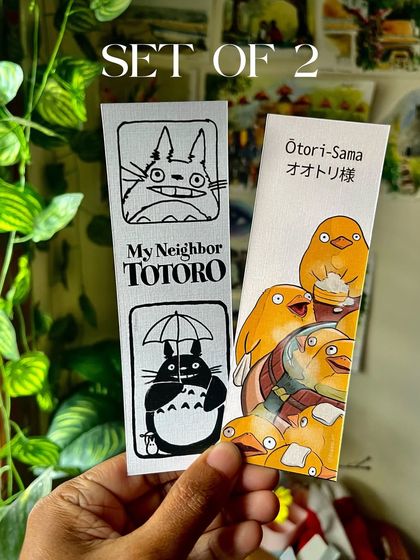 SET OF 2
My Neighbor
TOTORO
Ōtori-Sama
オオトリ様